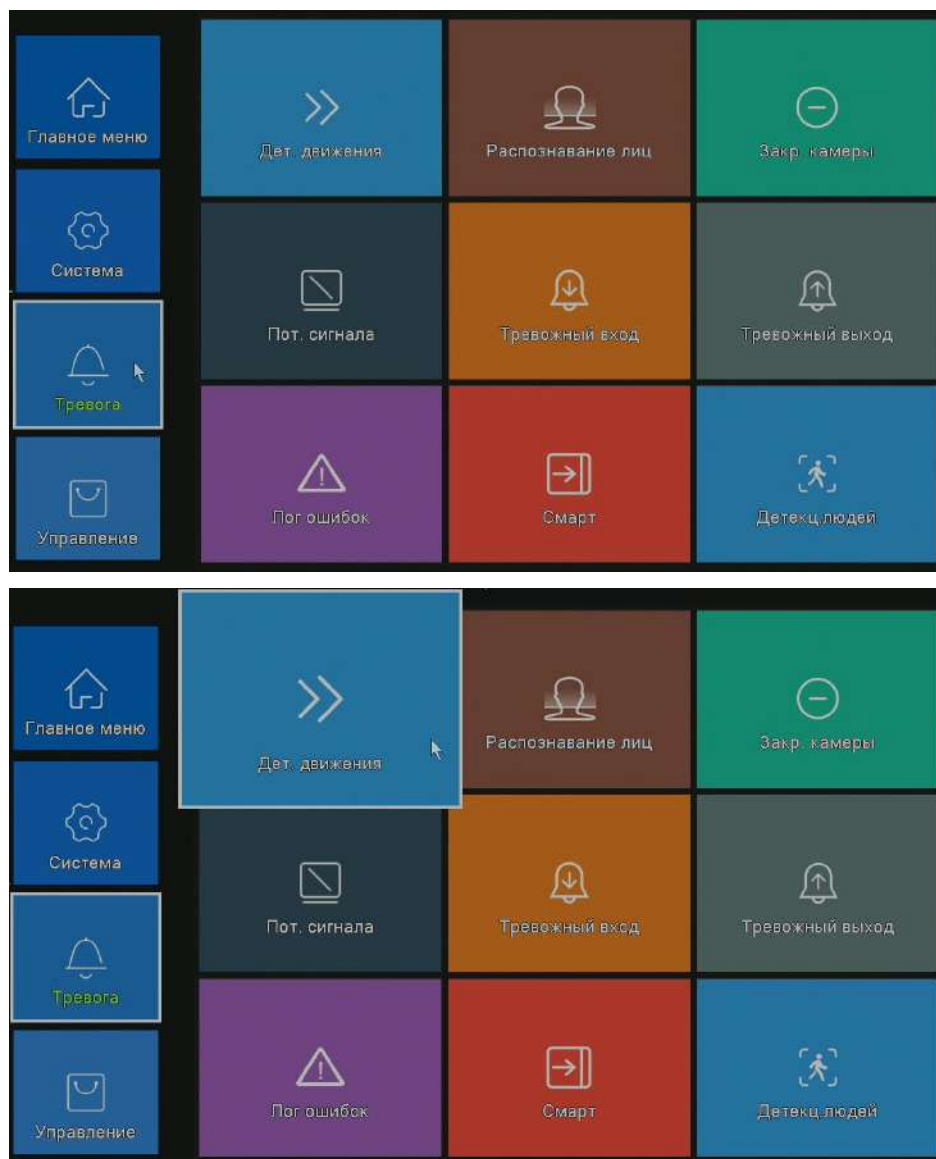 Главное меню
Дет. движения
Распознавание лиц
Закр. камеры
Система
Пот. сигнала
Тревожный вход
Тревожный выход
Тревога
Лог ошибок
Смарт
Детекц.людей
Управление
Главное меню
Дет. движения
Распознавание лиц
Закр. камеры
Система
Пот. сигнала
Тревожный вход
Тревожный выход
Тревога
Лог ошибок
Смарт
Детекц.людей
Управление